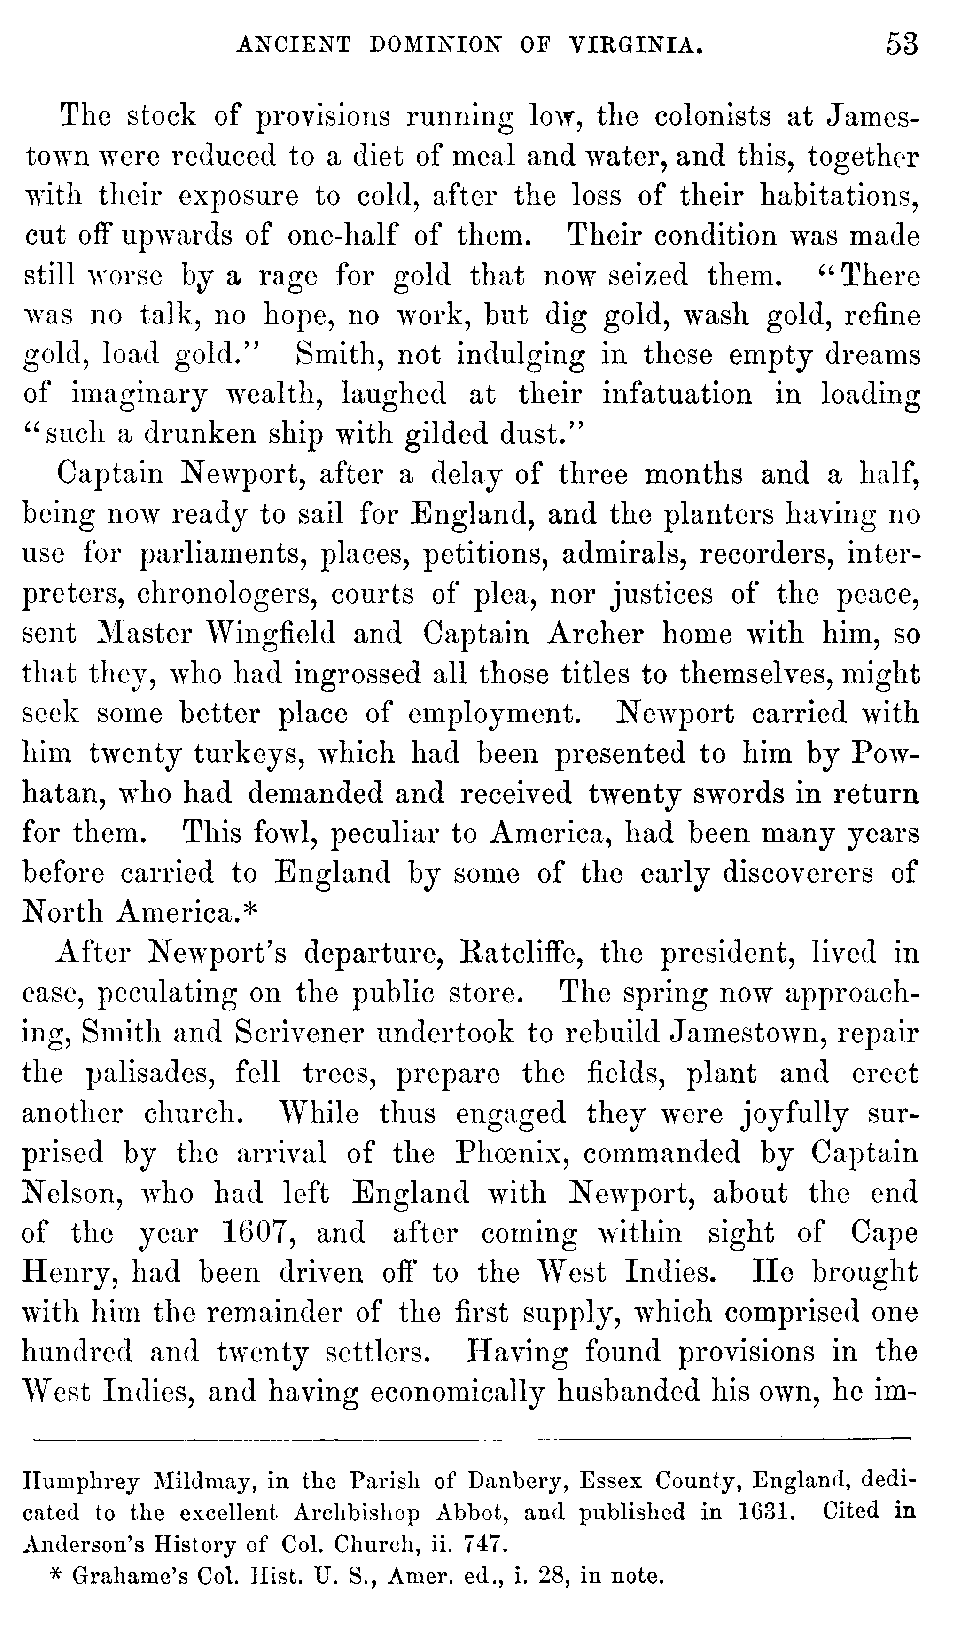 ANCIENT DOMINION OF VIRGINIA. 53
The stock of provisions running low, the colonists at James-
town were reduced to a diet of meal and water, and this, together
with their exposure to cold, after the loss of their habitations,
cut off upwards of one-half of them. Their condition was made
still worse by a rage for gold that now seized them. "There
was no talk, no hope, no work, but dig gold, wash gold, refine
gold, load gold." Smith, not indulging in these empty dreams
of imaginary wealth, laughed at their infatuation in loading
"such a drunken ship with gilded dust."
Captain Newport, after a delay of three months and a half,
being now ready to sail for England, and the planters having no
use for parliaments, places, petitions, admirals, recorders, inter-
preters, chronologers, courts of plea, nor justices of the peace,
sent Master Wingfield and Captain Archer home with him, so
that they, who had ingrossed all those titles to themselves, might
seek some better place of employment. Newport carried with
him twenty turkeys, which had been presented to him by Pow-
hatan, who had demanded and received twenty swords in return
for them. This fowl, peculiar to America, had been many years
before carried to England by some of the early discoverers of
North America.*
After Newport's departure, Ratcliffe, the president, lived in
ease, peculating on the public store. The spring now approach-
ing, Smith and Scrivener undertook to rebuild Jamestown, repair
the palisades, fell trees, prepare the fields, plant and erect
another church. While thus engaged they were joyfully sur-
prised by the arrival of the Phœnix, commanded by Captain
Nelson, who had left England with Newport, about the end
of the year 1607, and after coming within sight of Cape
Henry, had been driven off to the West Indies. He brought
with him the remainder of the first supply, which comprised one
hundred and twenty settlers. Having found provisions in the
West Indies, and having economically husbanded his own, he im-
Humphrey Mildmay, in the Parish of Danbery, Essex County, England, dedi-
cated to the excellent Archbishop Abbot, and published in 1631. Cited in
Anderson's History of Col. Church, ii. 747.
* Grahame's Col. Hist. U. S., Amer. ed., i. 28, in note.